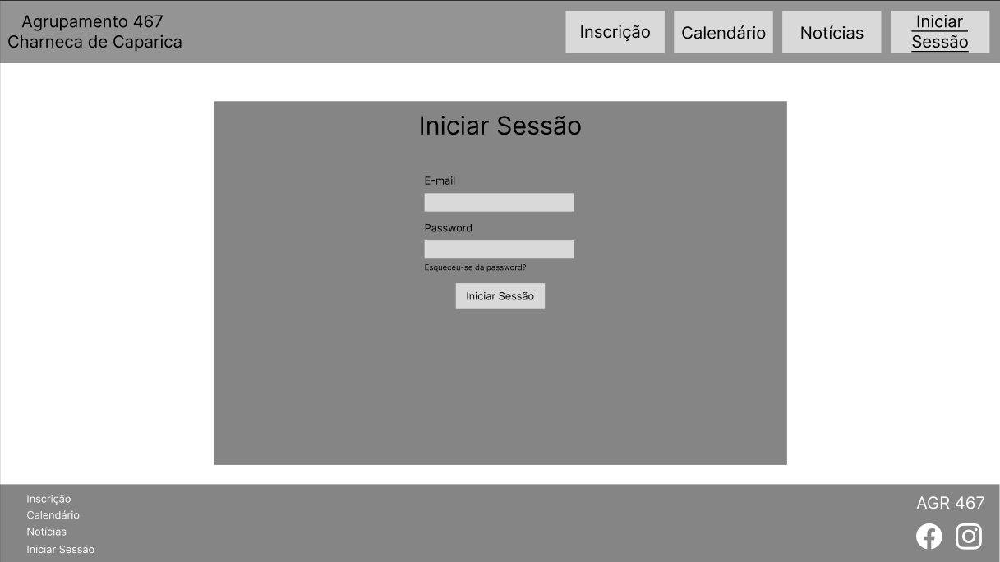 Agrupamento 467
Charneca de Caparica
Inscrição
Calendário
Notícias
Iniciar
Sessão
Iniciar Sessão
E-mail
Password
Esqueceu-se da password?
Iniciar Sessão
Inscrição
Calendário
Notícias
Iniciar Sessão
AGR 467